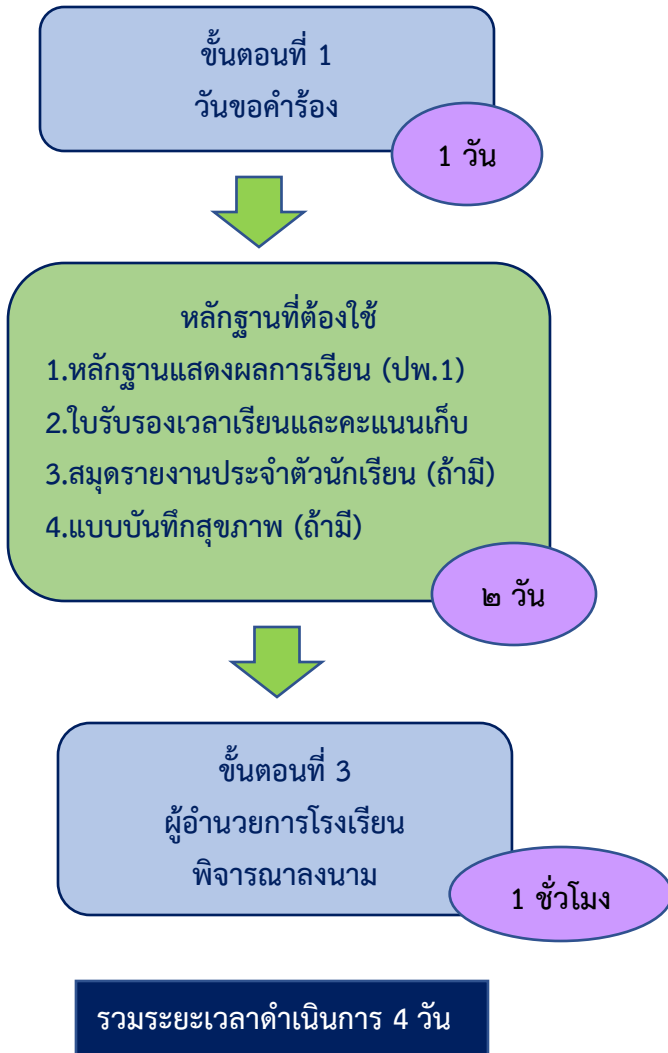 ขั้นตอนที่ 1
วันขอคำร้อง
1 วัน
หลักฐานที่ต้องใช้
1.หลักฐานแสดงผลการเรียน (ปพ.1)
2.ใบรับรองเวลาเรียนและคะแนนเก็บ
3.สมุดรายงานประจำตัวนักเรียน (ถ้ามี)
4.แบบบันทึกสุขภาพ (ถ้ามี)
๒ วัน
ขั้นตอนที่ 3
ผู้อำนวยการโรงเรียน
พิจารณาลงนาม
1 ชั่วโมง
รวมระยะเวลาดำเนินการ 4 วัน